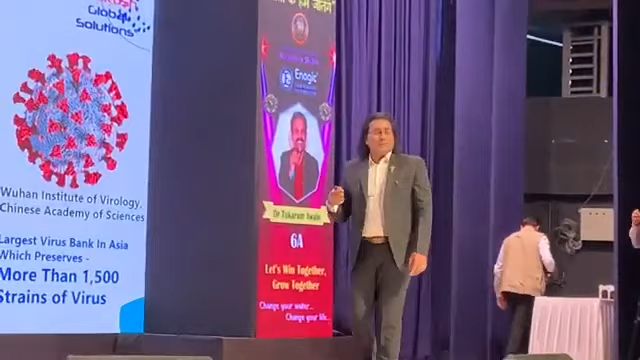 Global
Solutions
Wuhan Institute of Virology,
Chinese Academy of Sciences
Largest Virus Bank In Asia
Which Preserves -
More Than 1,500
Strains of Virus
Enagic
Dr Tukaram
6A
Let's Win Together,
Grow Together
Change your water...
Change your life...